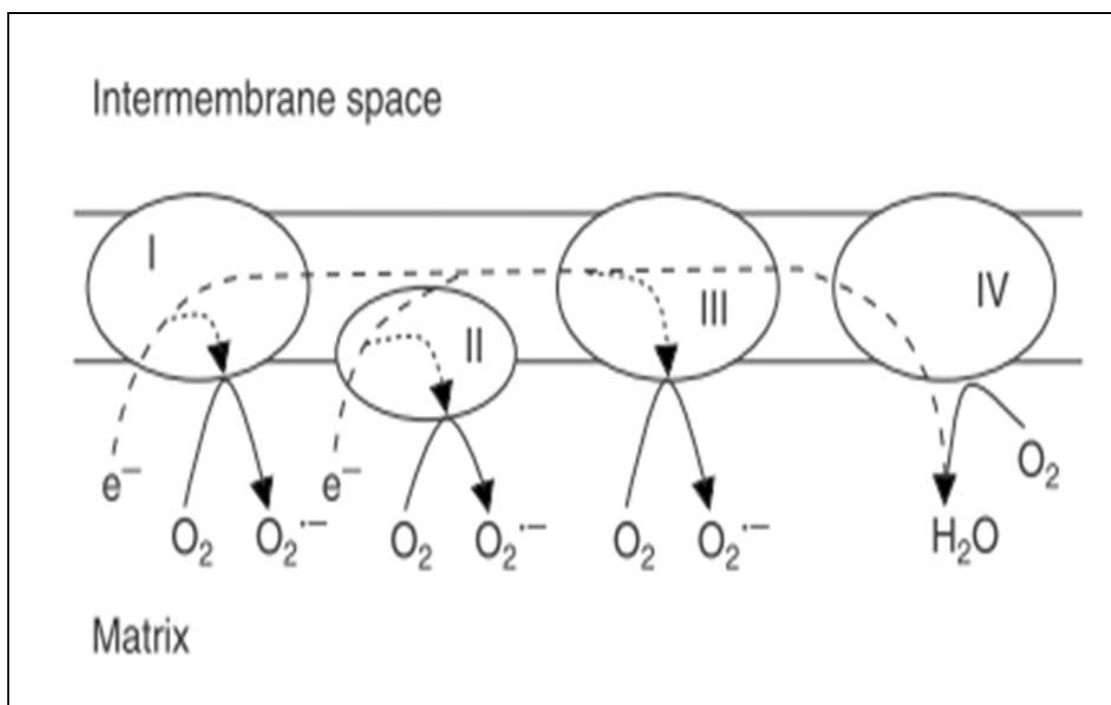 Intermembrane space
I
II
III
IV
e⁻
e⁻
O₂
O₂
O₂·⁻
O₂
O₂·⁻
O₂
O₂·⁻
H₂O
Matrix